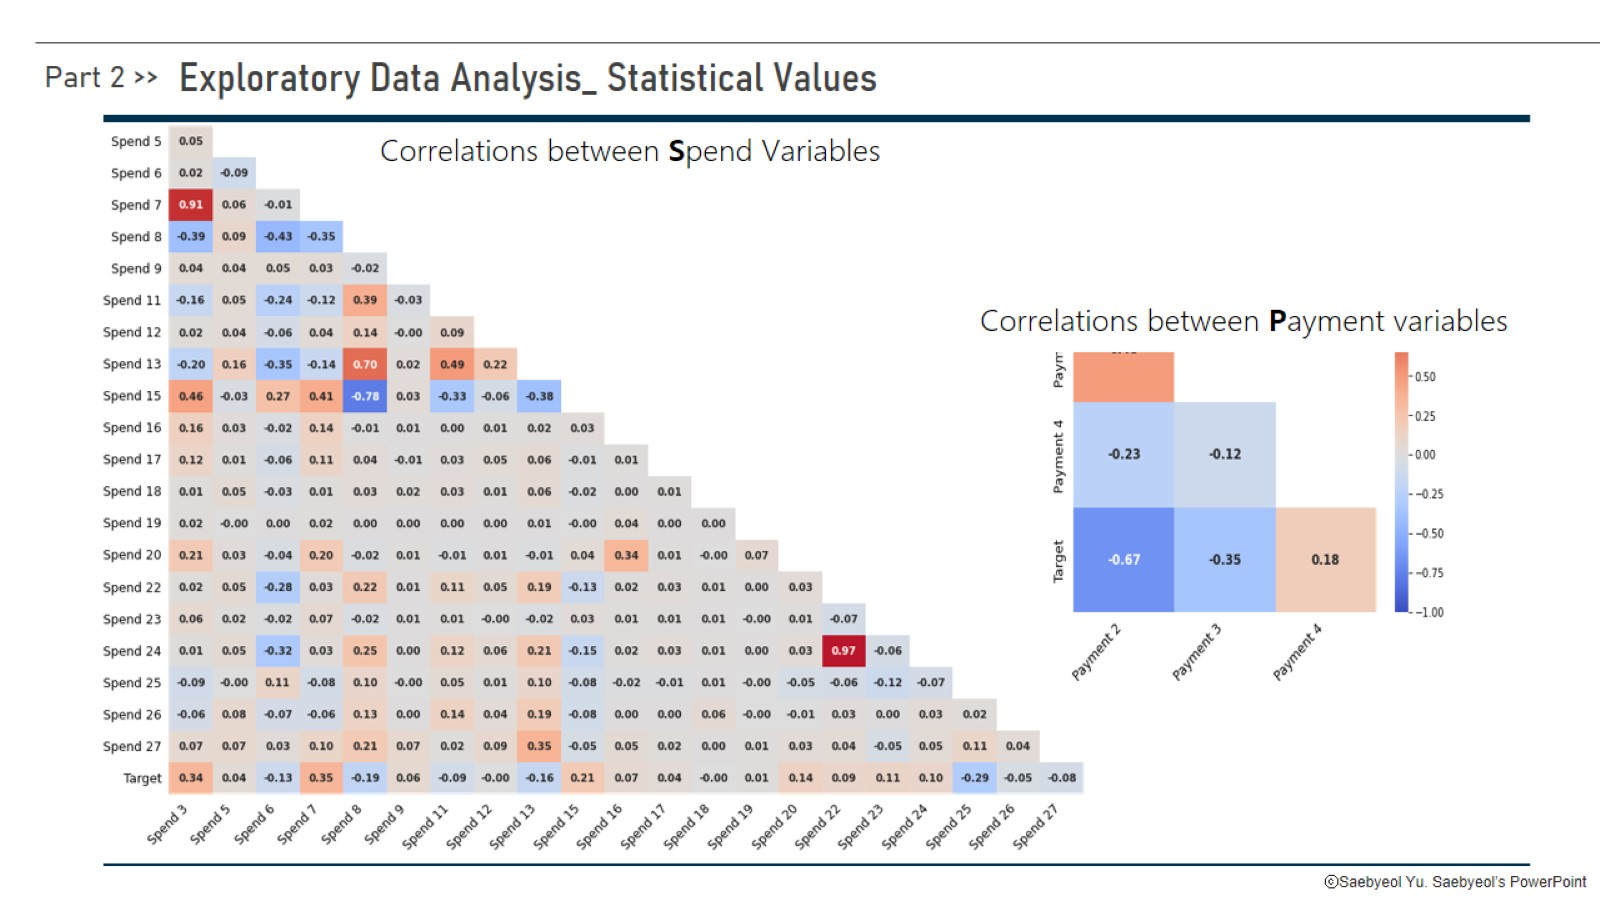 Part 2 >> Exploratory Data Analysis_ Statistical Values
Correlations between Spend Variables
Spend 5 0.05
Spend 6 0.02 -0.09
Spend 7 0.91 0.06 -0.01
Spend 8 -0.39 0.09 -0.43 -0.35
Spend 9 0.04 0.04 0.05 0.03 -0.02
Spend 11 -0.16 0.05 -0.24 -0.12 0.39 -0.03
Spend 12 0.02 0.04 -0.06 0.04 0.14 -0.00 0.09
Spend 13 -0.20 0.16 -0.35 -0.14 0.70 0.02 0.49 0.22
Spend 15 0.46 -0.03 0.27 0.41 -0.78 0.03 -0.33 -0.06 -0.38
Spend 16 0.16 0.03 -0.02 0.14 -0.01 0.01 0.00 0.01 0.02 0.03
Spend 17 0.12 0.01 -0.06 0.11 0.04 -0.01 0.03 0.05 0.06 -0.01 0.01
Spend 18 0.01 0.05 -0.03 0.01 0.03 0.02 0.03 0.01 0.06 -0.02 0.00 0.01
Spend 19 0.02 -0.00 0.00 0.02 0.00 0.00 0.00 0.00 0.01 -0.00 0.04 0.00 0.00
Spend 20 0.21 0.03 -0.04 0.20 -0.02 0.01 -0.01 0.01 -0.01 0.04 0.34 0.01 -0.00 0.07
Spend 22 0.02 0.05 -0.28 0.03 0.22 0.01 0.11 0.05 0.19 -0.13 0.02 0.03 0.01 0.00 0.03
Spend 23 0.06 0.02 -0.02 0.07 -0.02 0.01 0.01 -0.00 -0.02 0.03 0.01 0.01 0.01 -0.00 0.01 -0.07
Spend 24 0.01 0.05 -0.32 0.03 0.25 0.00 0.12 0.06 0.21 -0.15 0.02 0.03 0.01 0.00 0.03 0.97 -0.06
Spend 25 -0.09 -0.00 0.11 -0.08 0.10 -0.00 0.05 0.01 0.10 -0.08 -0.02 -0.01 0.01 -0.00 -0.05 -0.06 -0.12 -0.07
Spend 26 -0.06 0.08 -0.07 -0.06 0.13 0.00 0.14 0.04 0.19 -0.08 0.00 0.00 0.06 -0.00 -0.01 0.03 0.00 0.03 0.02
Spend 27 0.07 0.07 0.03 0.10 0.21 0.07 0.02 0.09 0.35 -0.05 0.05 0.02 0.00 0.01 0.03 0.04 -0.05 0.05 0.11 0.04
Target 0.34 0.04 -0.13 0.35 -0.19 0.06 -0.09 -0.00 -0.16 0.21 0.07 0.04 -0.00 0.01 0.14 0.09 0.11 0.10 -0.29 -0.05 -0.08
Spend 3 Spend 5 Spend 6 Spend 7 Spend 8 Spend 9 Spend 11 Spend 12 Spend 13 Spend 15 Spend 16 Spend 17 Spend 18 Spend 19 Spend 20 Spend 22 Spend 23 Spend 24 Spend 25 Spend 26 Spend 27
Correlations between Payment variables
Paym
Payment 4 -0.23 -0.12
Target -0.67 -0.35 0.18
Payment 2 Payment 3 Payment 4
0.50
0.25
0.00
-0.25
-0.50
-0.75
-1.00
©Saebyeol Yu. Saebyeol's PowerPoint